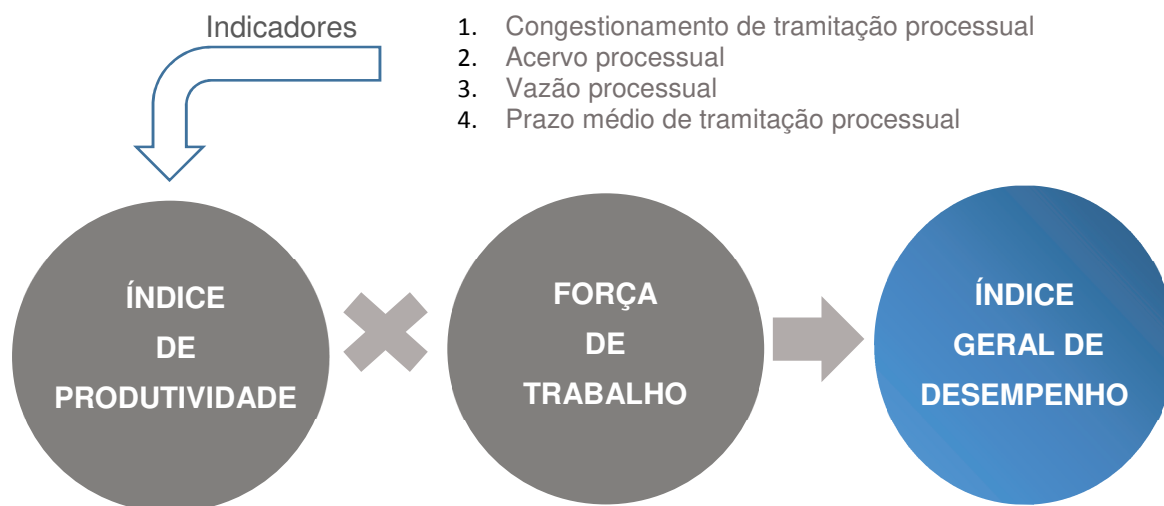 Indicadores
1. Congestionamento de tramitação processual
2. Acervo processual
3. Vazão processual
4. Prazo médio de tramitação processual
ÍNDICE
DE
PRODUTIVIDADE
FORÇA
DE
TRABALHO
ÍNDICE
GERAL DE
DESEMPENHO